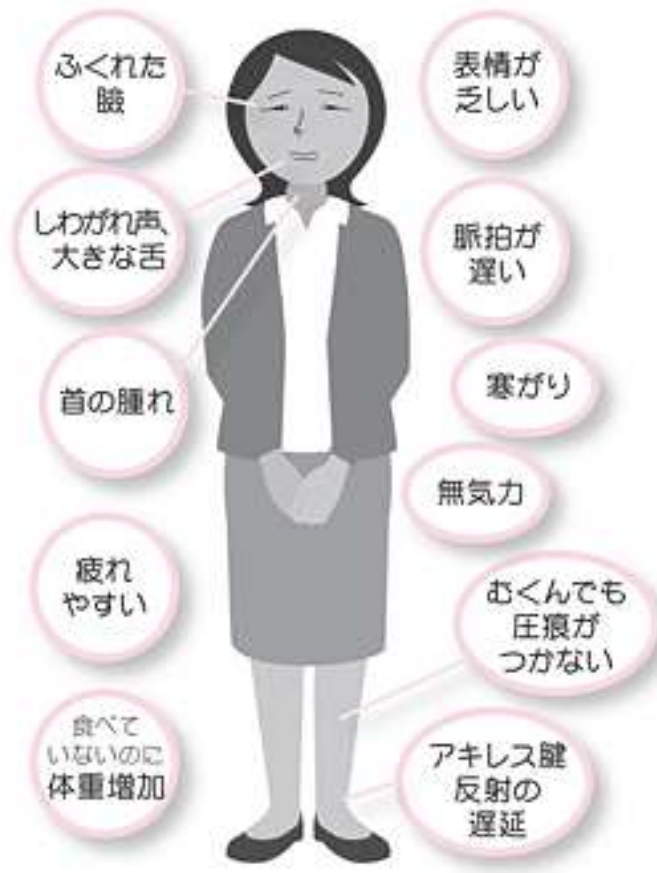 ふくれた
瞼
しわがれ声、
大きな舌
首の腫れ
疲れ
やすい
食べて
いないのに
体重増加
表情が
乏しい
脈拍が
遅い
寒がり
無気力
むくんでも
圧痕が
つかない
アキレス腱
反射の
遅延